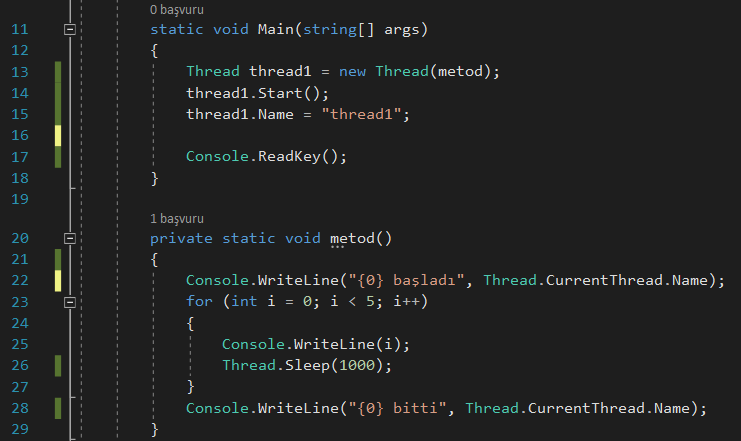 0 başvuru
11 static void Main(string[] args)
12 {
13 Thread thread1 = new Thread(metod);
14 thread1.Start();
15 thread1.Name = "thread1";
16
17 Console.ReadKey();
18 }
19
1 başvuru
20 private static void metod()
21 {
22 Console.WriteLine("{0} başladı", Thread.CurrentThread.Name);
23 for (int i = 0; i < 5; i++)
24 {
25 Console.WriteLine(i);
26 Thread.Sleep(1000);
27 }
28 Console.WriteLine("{0} bitti", Thread.CurrentThread.Name);
29 }